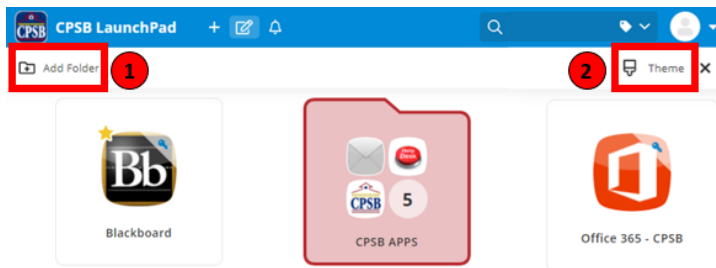 CPSB CPSB LaunchPad
Add Folder 1 2 Theme
Bb Help Desk
CPSB 5
Blackboard CPSB APPS Office 365 - CPSB